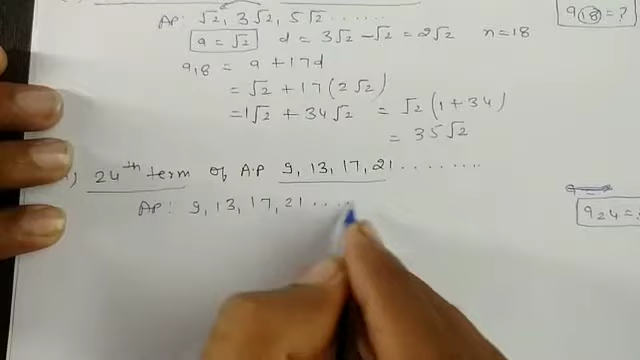 AP: √2, 3√2, 5√2 ......
a18 = ?
a = √2 d = 3√2 - √2 = 2√2 n = 18
a18 = a + 17d
= √2 + 17(2√2)
= 1√2 + 34√2 = √2(1+34)
= 35√2
) 24th term of A.P 9, 13, 17, 21 ........
AP: 9, 13, 17, 21 .....
a24 =